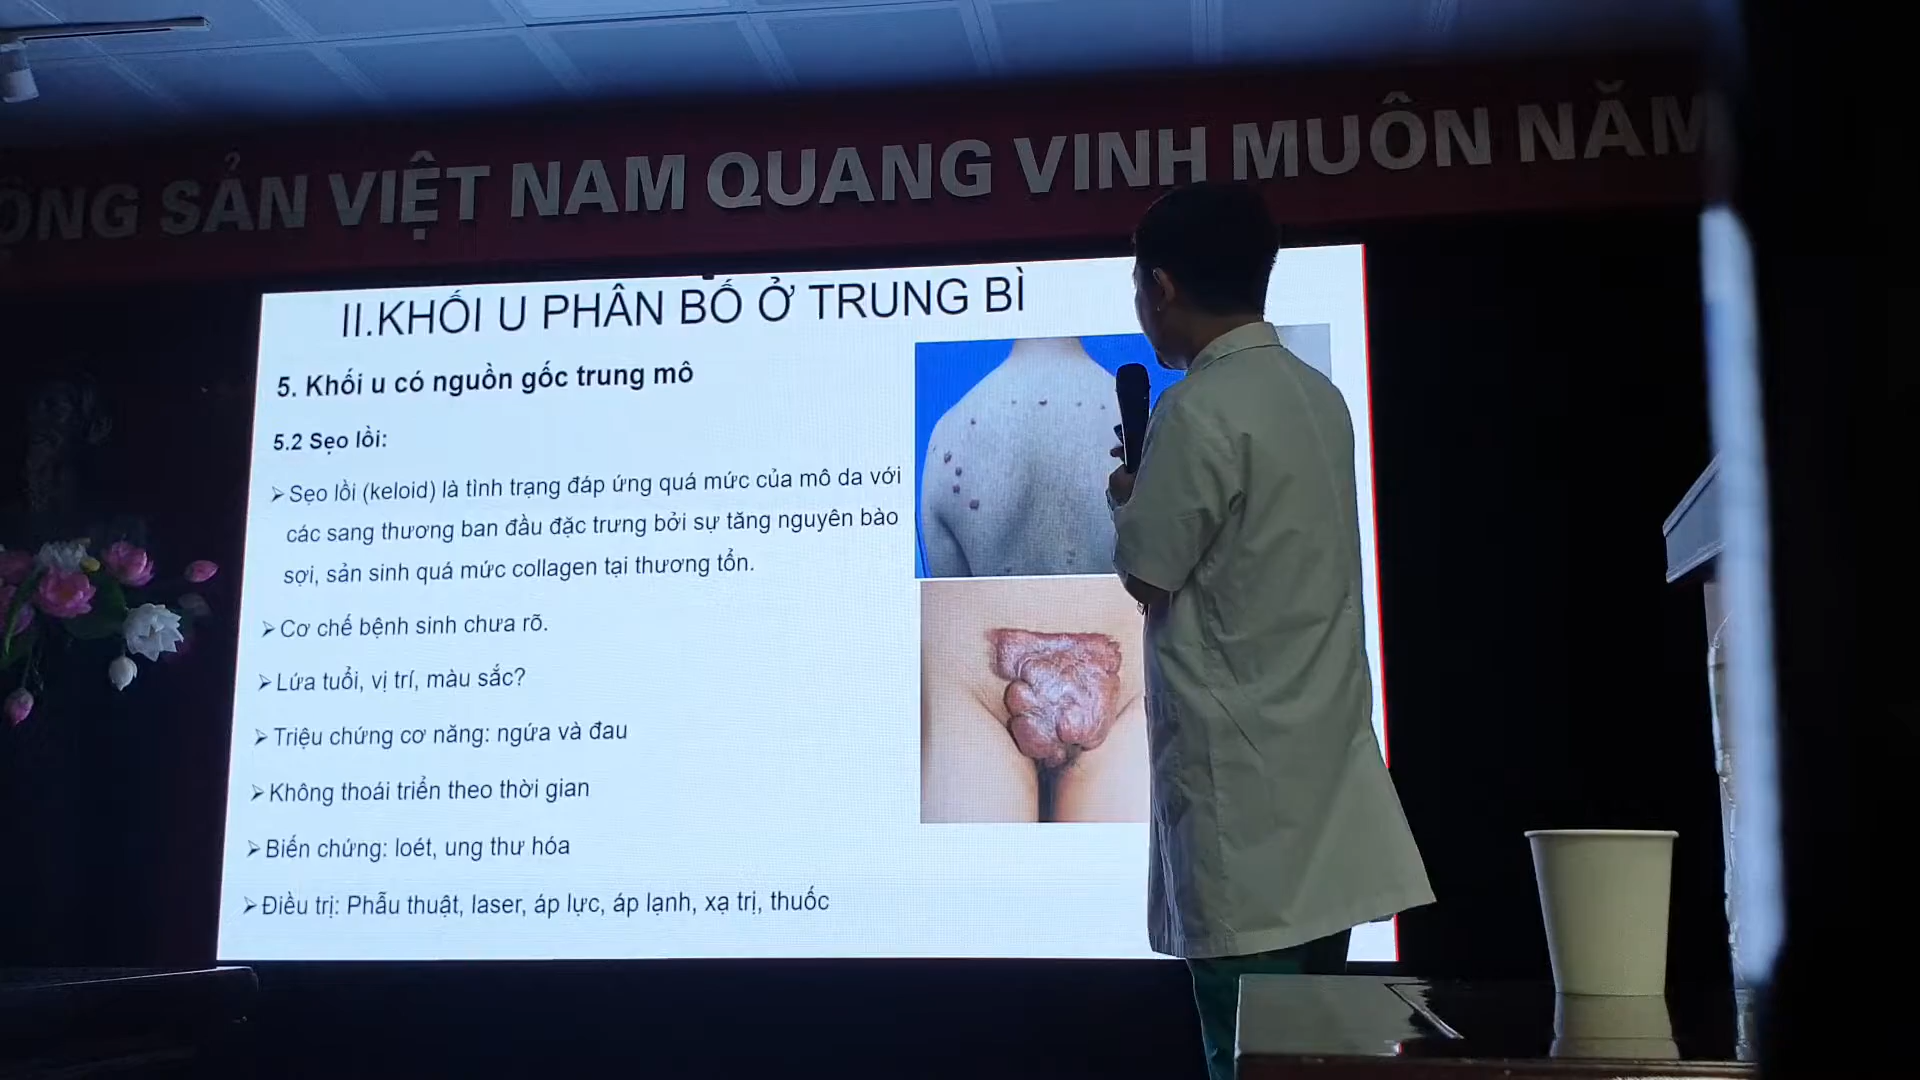 SẢN VIỆT NAM QUANG VINH MUÔN NĂM
II.KHỐI U PHÂN BỐ Ở TRUNG BÌ
5. Khối u có nguồn gốc trung mô
5.2 Sẹo lồi:
➢Sẹo lồi (keloid) là tình trạng đáp ứng quá mức của mô da với
các sang thương ban đầu đặc trưng bởi sự tăng nguyên bào
sợi, sản sinh quá mức collagen tại thương tổn.
➢Cơ chế bệnh sinh chưa rõ.
➢Lứa tuổi, vị trí, màu sắc?
➢Triệu chứng cơ năng: ngứa và đau
➢Không thoái triển theo thời gian
➢Biến chứng: loét, ung thư hóa
➢Điều trị: Phẫu thuật, laser, áp lực, áp lạnh, xạ trị, thuốc